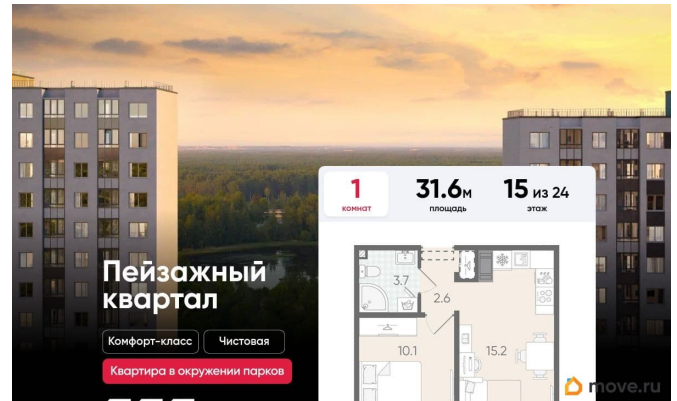 1
комнат
31.6м
площадь
15 из 24
этаж
Пейзажный
квартал
Комфорт-класс
Чистовая
Квартира в окружении парков
3.7
2.6
10.1
15.2
move.ru